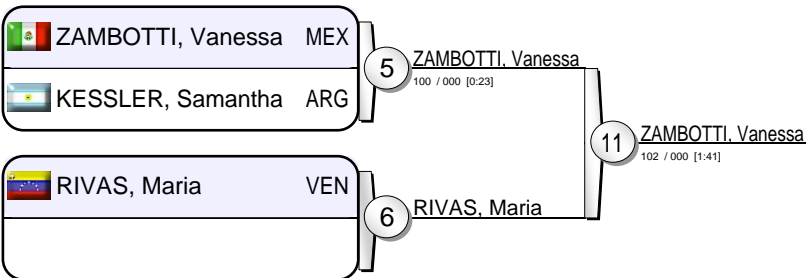 ZAMBOTTI, Vanessa MEX
KESSLER, Samantha ARG
5
ZAMBOTTI, Vanessa
100 / 000 [0:23]
11
ZAMBOTTI, Vanessa
102 / 000 [1:41]
RIVAS, Maria VEN
6
RIVAS, Maria